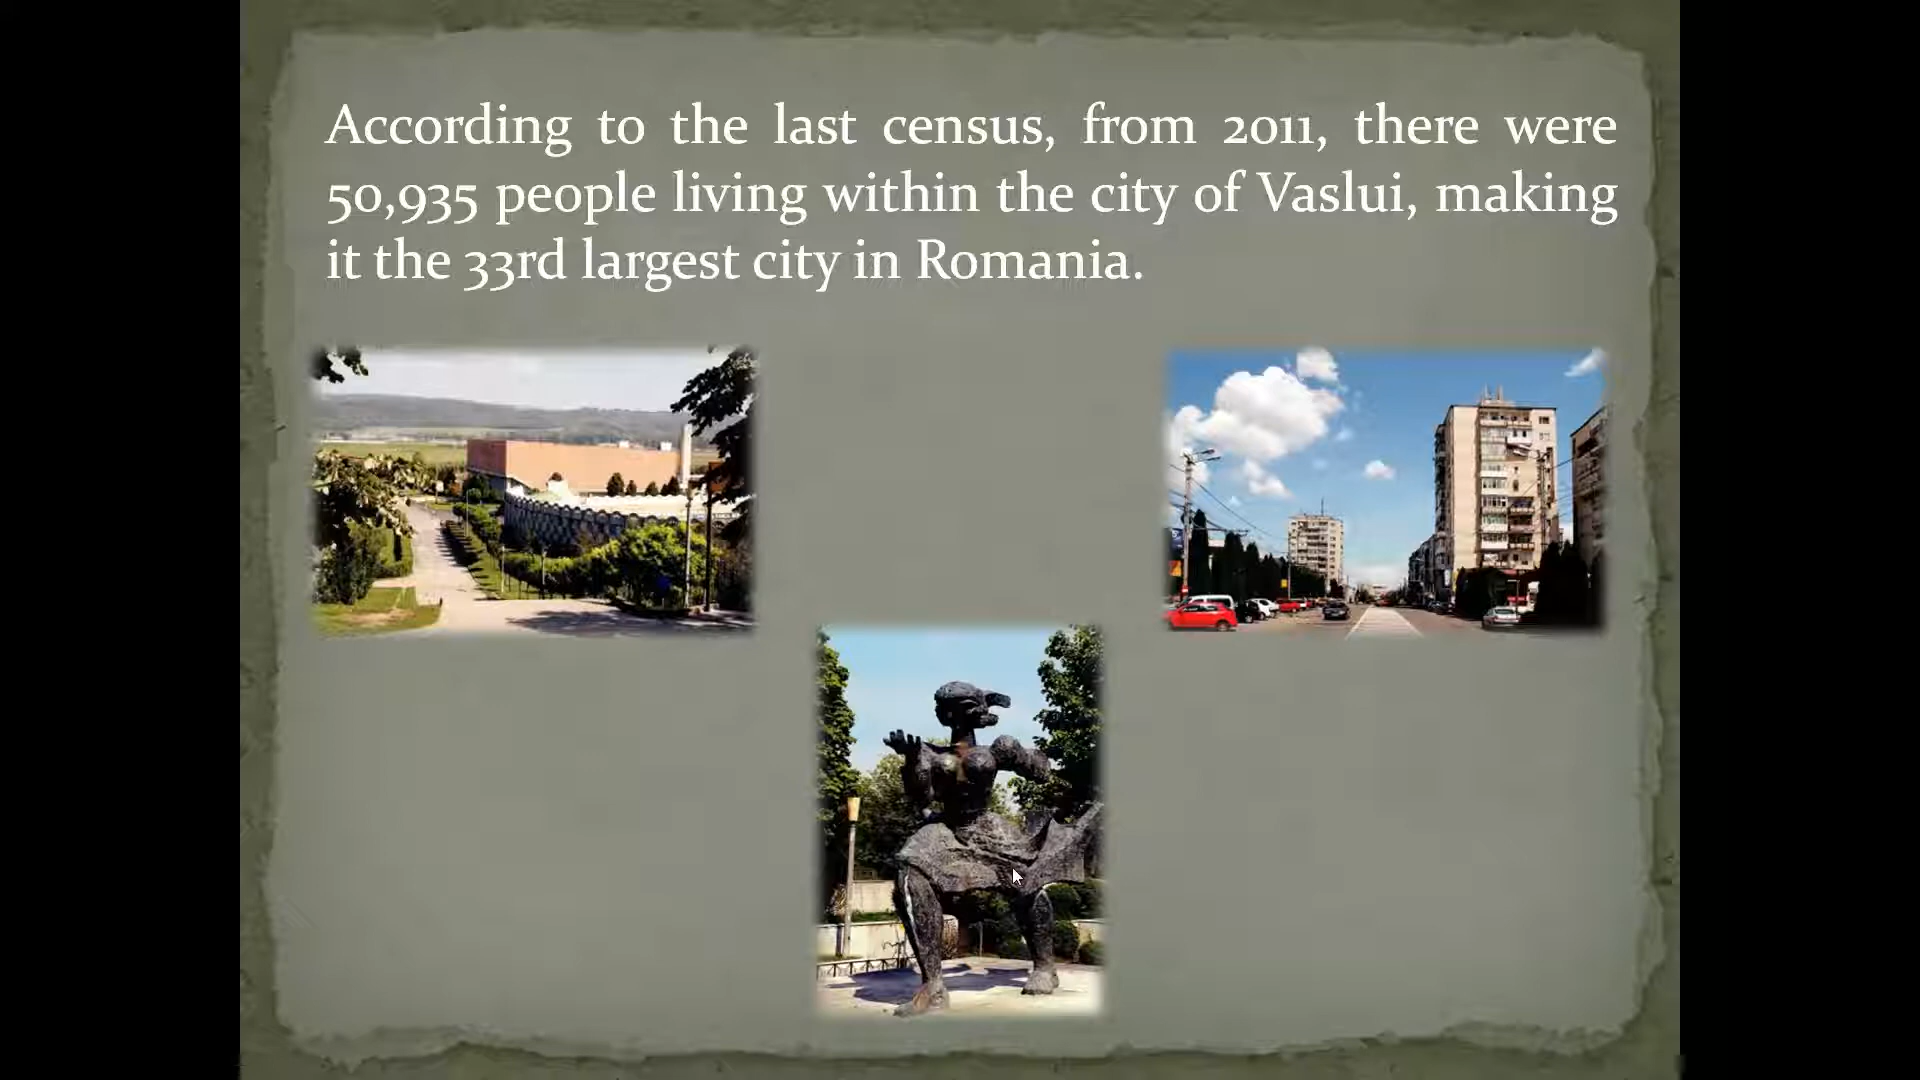 According to the last census, from 2011, there were
50,935 people living within the city of Vaslui, making
it the 33rd largest city in Romania.